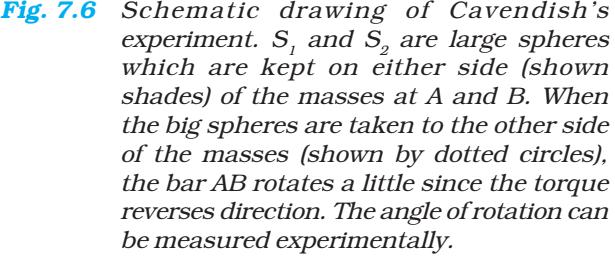 Fig. 7.6 Schematic drawing of Cavendish's
experiment. S₁ and S₂ are large spheres
which are kept on either side (shown
shades) of the masses at A and B. When
the big spheres are taken to the other side
of the masses (shown by dotted circles),
the bar AB rotates a little since the torque
reverses direction. The angle of rotation can
be measured experimentally.